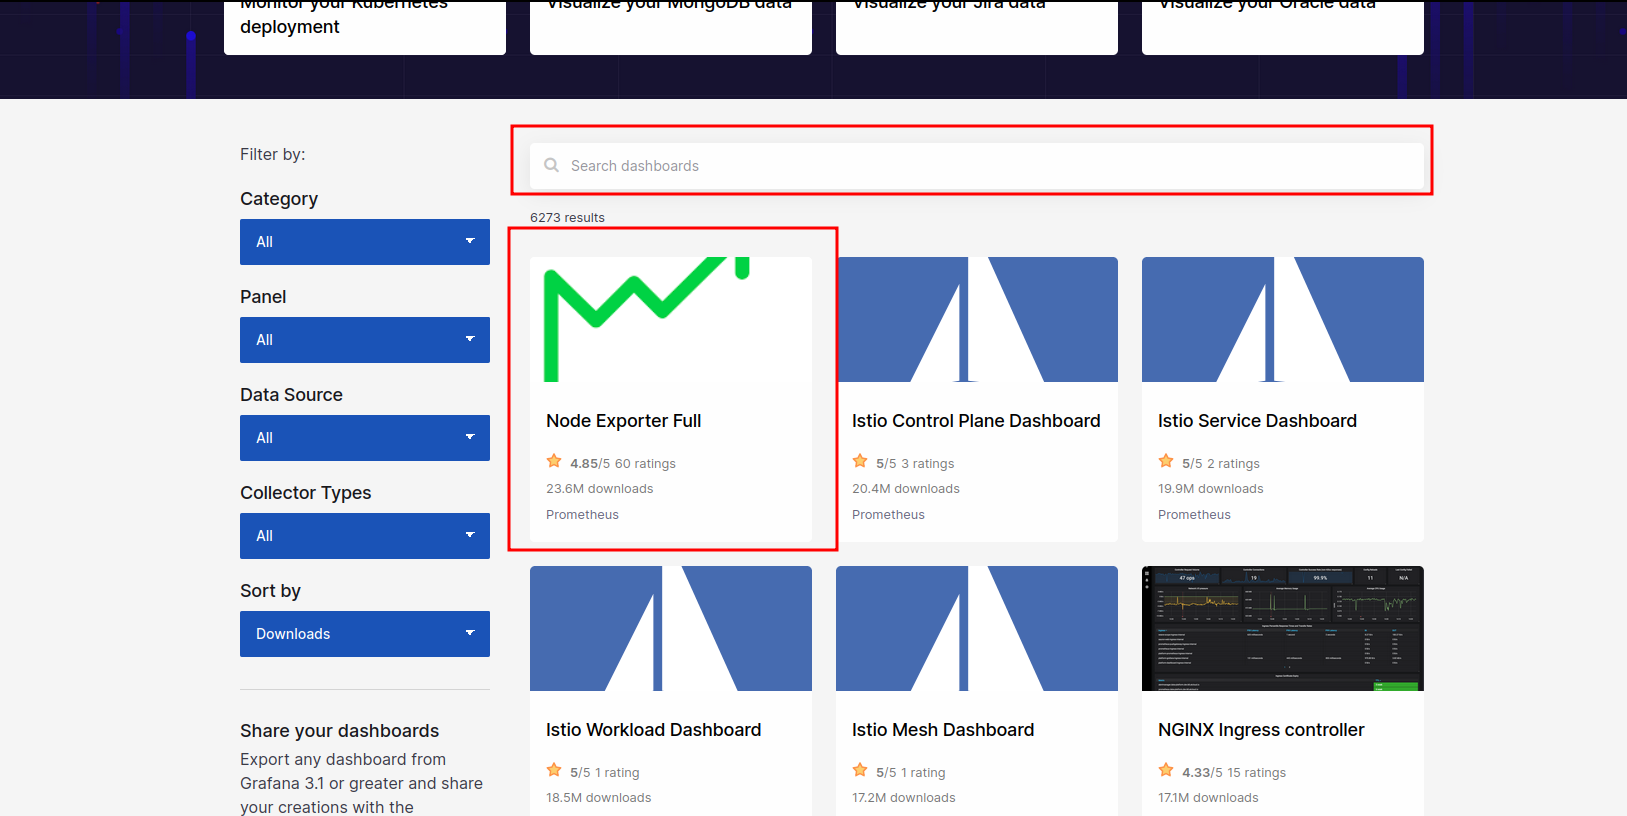 Monitor your Kubernetes
deployment
Visualize your MongoDB data
Visualize your Jira data
Visualize your Oracle data
Filter by:
Category
All
Panel
All
Data Source
All
Collector Types
All
Sort by
Downloads
Share your dashboards
Export any dashboard from
Grafana 3.1 or greater and share
your creations with the
Search dashboards
6273 results
Node Exporter Full
4.85/5 60 ratings
23.6M downloads
Prometheus
Istio Control Plane Dashboard
5/5 3 ratings
20.4M downloads
Prometheus
Istio Service Dashboard
5/5 2 ratings
19.9M downloads
Prometheus
Istio Workload Dashboard
5/5 1 rating
18.5M downloads
Istio Mesh Dashboard
5/5 1 rating
17.2M downloads
47 ops
19
99.9%
11
N/A
NGINX Ingress controller
4.33/5 15 ratings
17.1M downloads